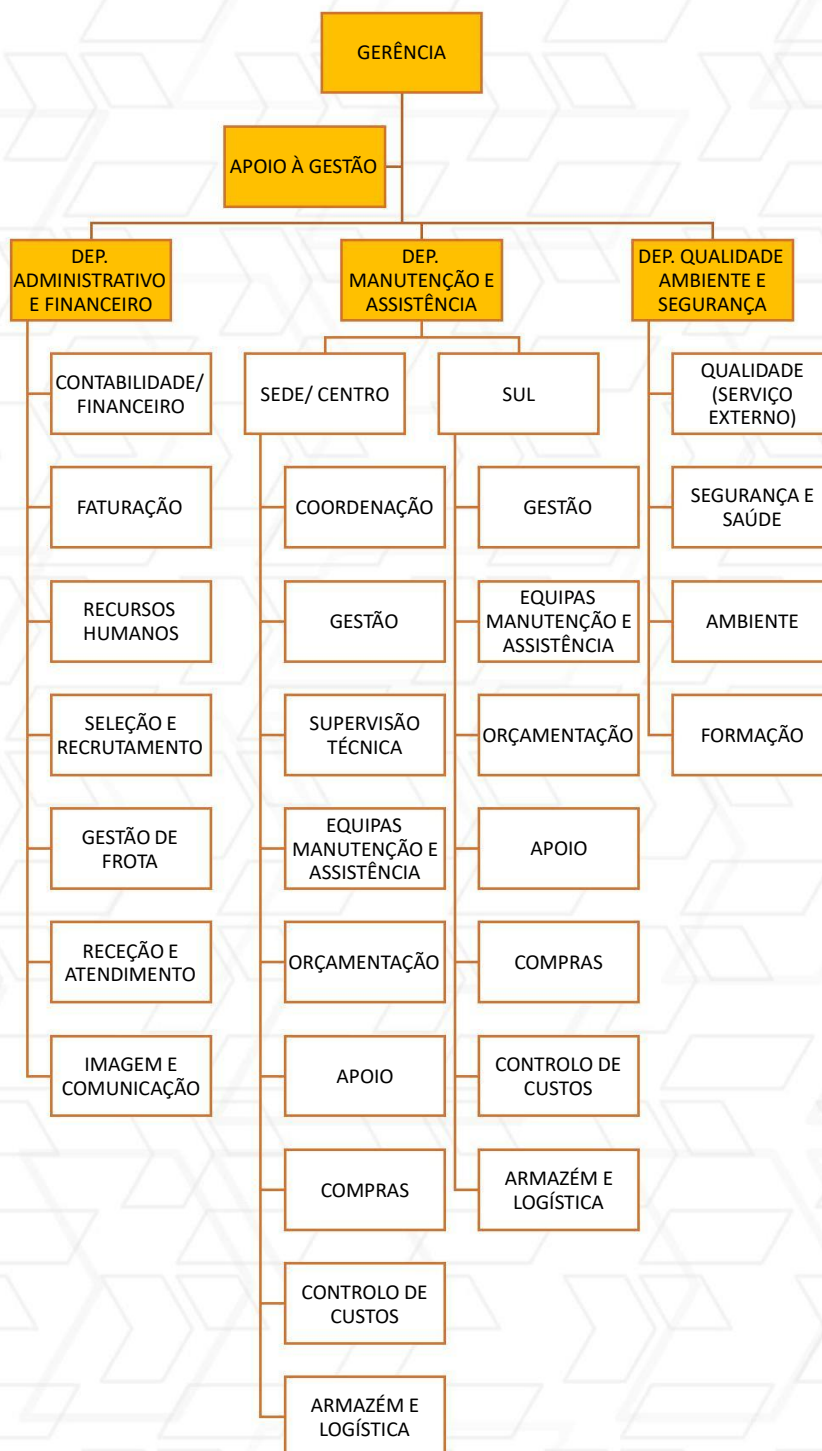 GERÊNCIA
APOIO À GESTÃO
DEP.
ADMINISTRATIVO
E FINANCEIRO
CONTABILIDADE/
FINANCEIRO
FATURAÇÃO
RECURSOS
HUMANOS
SELEÇÃO E
RECRUTAMENTO
GESTÃO DE
FROTA
RECEÇÃO E
ATENDIMENTO
IMAGEM E
COMUNICAÇÃO
DEP.
MANUTENÇÃO E
ASSISTÊNCIA
SEDE/ CENTRO
COORDENAÇÃO
GESTÃO
SUPERVISÃO
TÉCNICA
EQUIPAS
MANUTENÇÃO E
ASSISTÊNCIA
ORÇAMENTAÇÃO
APOIO
COMPRAS
CONTROLO DE
CUSTOS
ARMAZÉM E
LOGÍSTICA
SUL
GESTÃO
EQUIPAS
MANUTENÇÃO E
ASSISTÊNCIA
ORÇAMENTAÇÃO
APOIO
COMPRAS
CONTROLO DE
CUSTOS
ARMAZÉM E
LOGÍSTICA
DEP. QUALIDADE
AMBIENTE E
SEGURANÇA
QUALIDADE
(SERVIÇO
EXTERNO)
SEGURANÇA E
SAÚDE
AMBIENTE
FORMAÇÃO